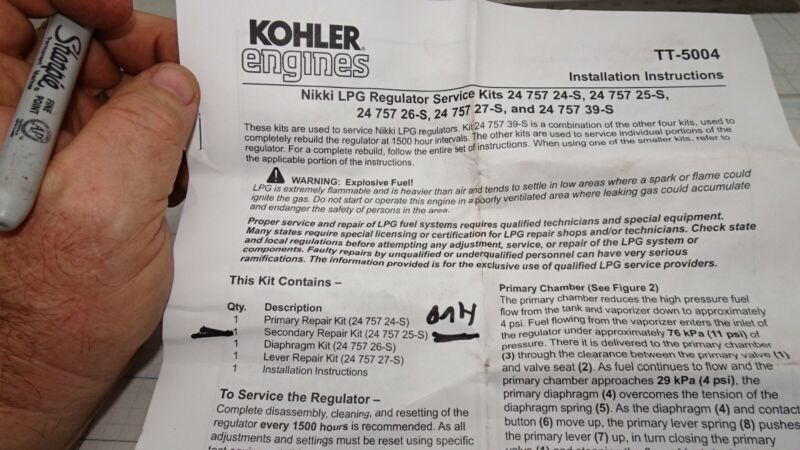 Sharpie
FINE POINT
KOHLER
engines
TT-5004
Installation Instructions
Nikki LPG Regulator Service Kits 24 757 24-S, 24 757 25-S,
24 757 26-S, 24 757 27-S, and 24 757 39-S
These kits are used to service Nikki LPG regulators. Kit 24 757 39-S is a combination of the other four kits, used to
completely rebuild the regulator at 1500 hour intervals. The other kits are used to service individual portions of the
regulator. For a complete rebuild, follow the entire set of instructions. When using one of the smaller kits, refer to
the applicable portion of the instructions.
WARNING: Explosive Fuel!
LPG is extremely flammable and is heavier than air and tends to settle in low areas where a spark or flame could
ignite the gas. Do not start or operate this engine in a poorly ventilated area where leaking gas could accumulate
and endanger the safety of persons in the area.
Proper service and repair of LPG fuel systems requires qualified technicians and special equipment.
Many states require special licensing or certification for LPG repair shops and/or technicians. Check state
and local regulations before attempting any adjustment, service, or repair of the LPG system or
components. Faulty repairs by unqualified or underqualified personnel can have very serious
ramifications. The information provided is for the exclusive use of qualified LPG service providers.
This Kit Contains –
Qty. Description
1 Primary Repair Kit (24 757 24-S)
1 Secondary Repair Kit (24 757 25-S)
1 Diaphragm Kit (24 757 26-S)
1 Lever Repair Kit (24 757 27-S)
1 Installation Instructions
To Service the Regulator –
Complete disassembly, cleaning, and resetting of the
regulator every 1500 hours is recommended. As all
adjustments and settings must be reset using specific
Primary Chamber (See Figure 2)
The primary chamber reduces the high pressure fuel
flow from the tank and vaporizer down to approximately
4 psi. Fuel flowing from the vaporizer enters the inlet of
the regulator under approximately 76 kPa (11 psi) of
pressure. There it is delivered to the primary chamber
(3) through the clearance between the primary valve (1)
and valve seat (2). As fuel continues to flow and the
primary chamber approaches 29 kPa (4 psi), the
primary diaphragm (4) overcomes the tension of the
diaphragm spring (5). As the diaphragm (4) and contact
button (6) move up, the primary lever spring (8) pushes
the primary lever (7) up, in turn closing the primary